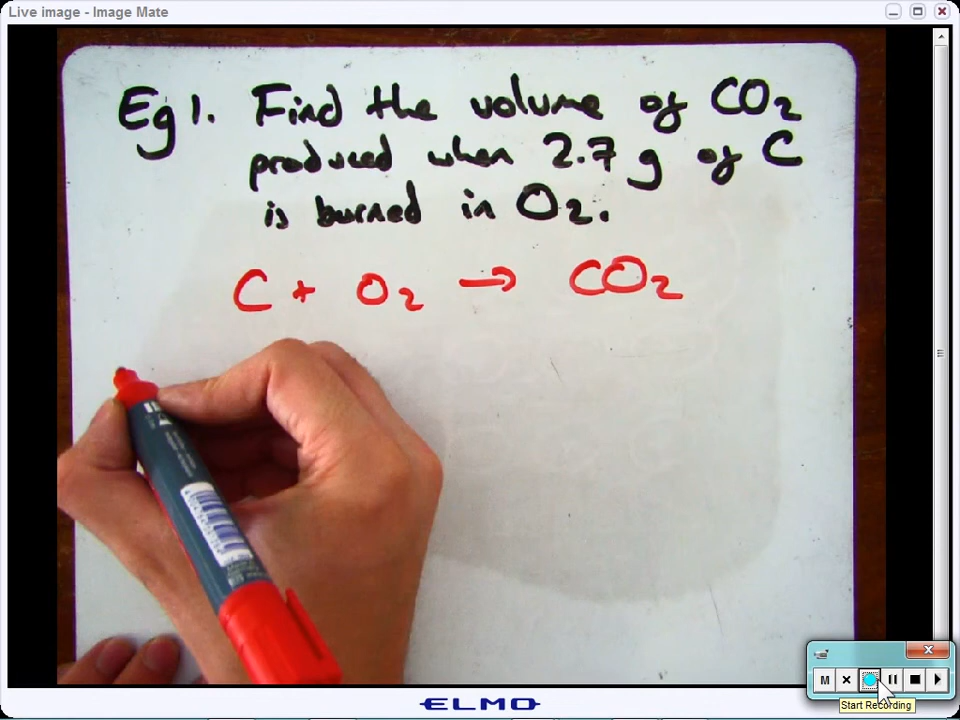 Live image - Image Mate
Eg 1. Find the volume of CO2
produced when 2.7 g of C
is burned in O2.
C + O2 → CO2
ELMO
M
Start Recording